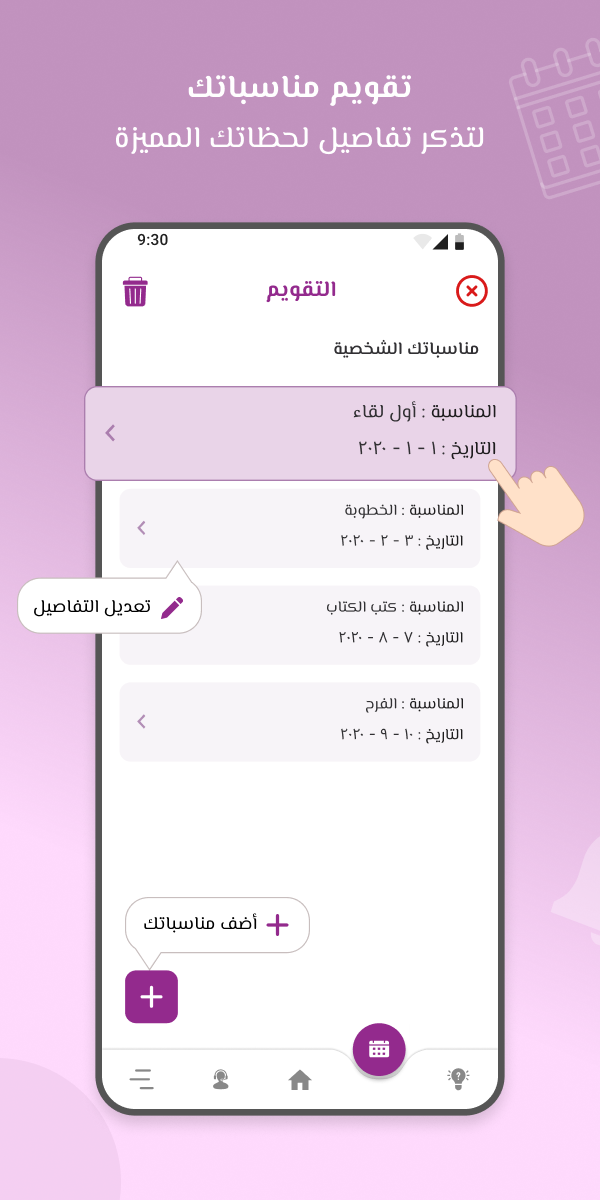 تقويم مناسباتك
لتذكر تفاصيل لحظاتك المميزة
9:30
التقويم
مناسباتك الشخصية
المناسبة : أول لقاء
التاريخ : ١ - ١ - ٢٠٢٠
المناسبة : الخطوبة
التاريخ : ٣ - ٢ - ٢٠٢٠
تعديل التفاصيل
المناسبة : كتب الكتاب
التاريخ : ٧ - ٨ - ٢٠٢٠
المناسبة : الفرح
التاريخ : ١٠ - ٩ - ٢٠٢٠
أضف مناسباتك